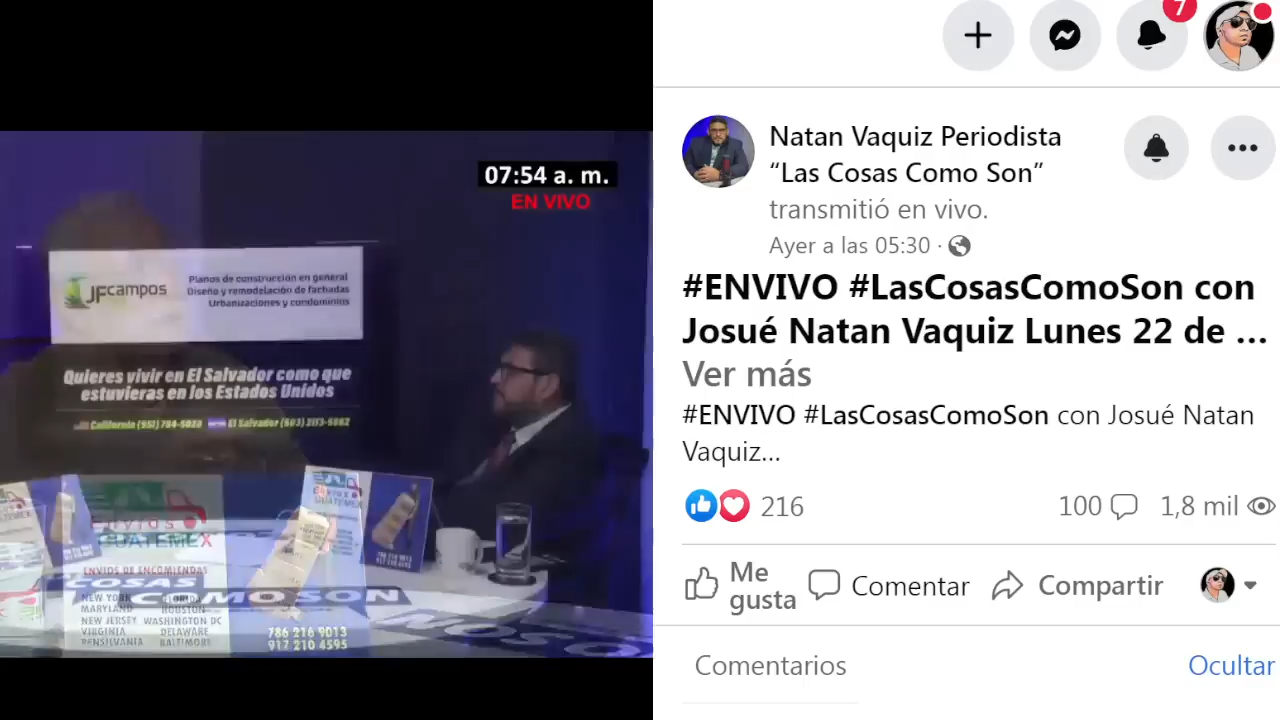 07:54 a. m.
EN VIVO
JFcampos
Planos de construcción en general
Diseño y remodelación de fachadas
Urbanizaciones y condominios
Quieres vivir en El Salvador como que
estuvieras en los Estados Unidos
California (951)
El Salvador (503)
GUATEMEX
ENVIOS DE ENCOMIENDAS
NEW YORK
MARYLAND HOUSTON
NEW JERSEY WASHINGTON DC
VIRGINIA DELAWARE
PENSILVANIA BALTIMORE
786 216 9013
917 210 4595
COSAS
COMO SON
7
Natan Vaquiz Periodista
“Las Cosas Como Son”
transmitió en vivo.
Ayer a las 05:30 ·
#ENVIVO #LasCosasComoSon con
Josué Natan Vaquiz Lunes 22 de ...
Ver más
#ENVIVO #LasCosasComoSon con Josué Natan
Vaquiz...
216
100
1,8 mil
Me
gusta
Comentar
Compartir
Comentarios
Ocultar